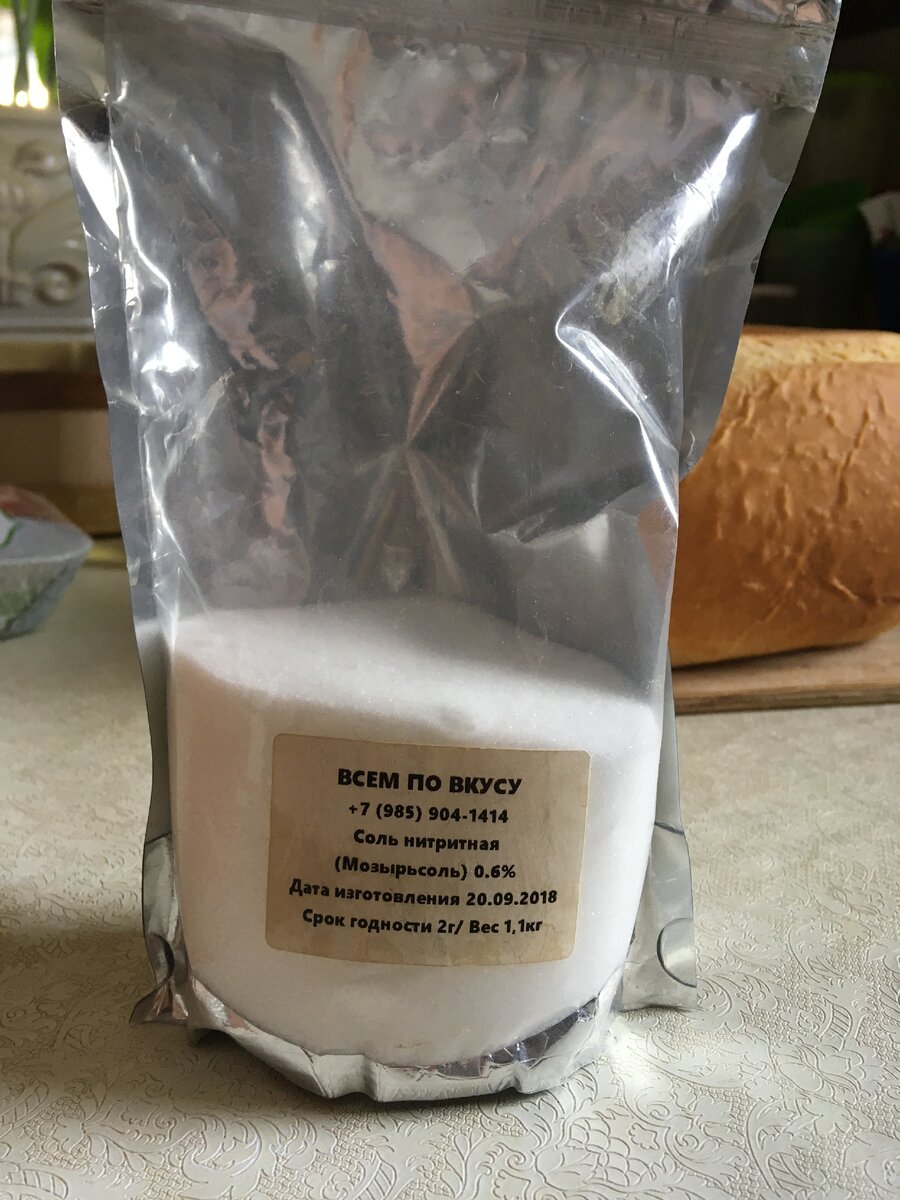 ВСЕМ ПО ВКУСУ
+7 (985) 904-1414
Соль нитритная
(Мозырьсоль) 0.6%
Дата изготовления 20.09.2018
Срок годности 2г/ Вес 1,1кг